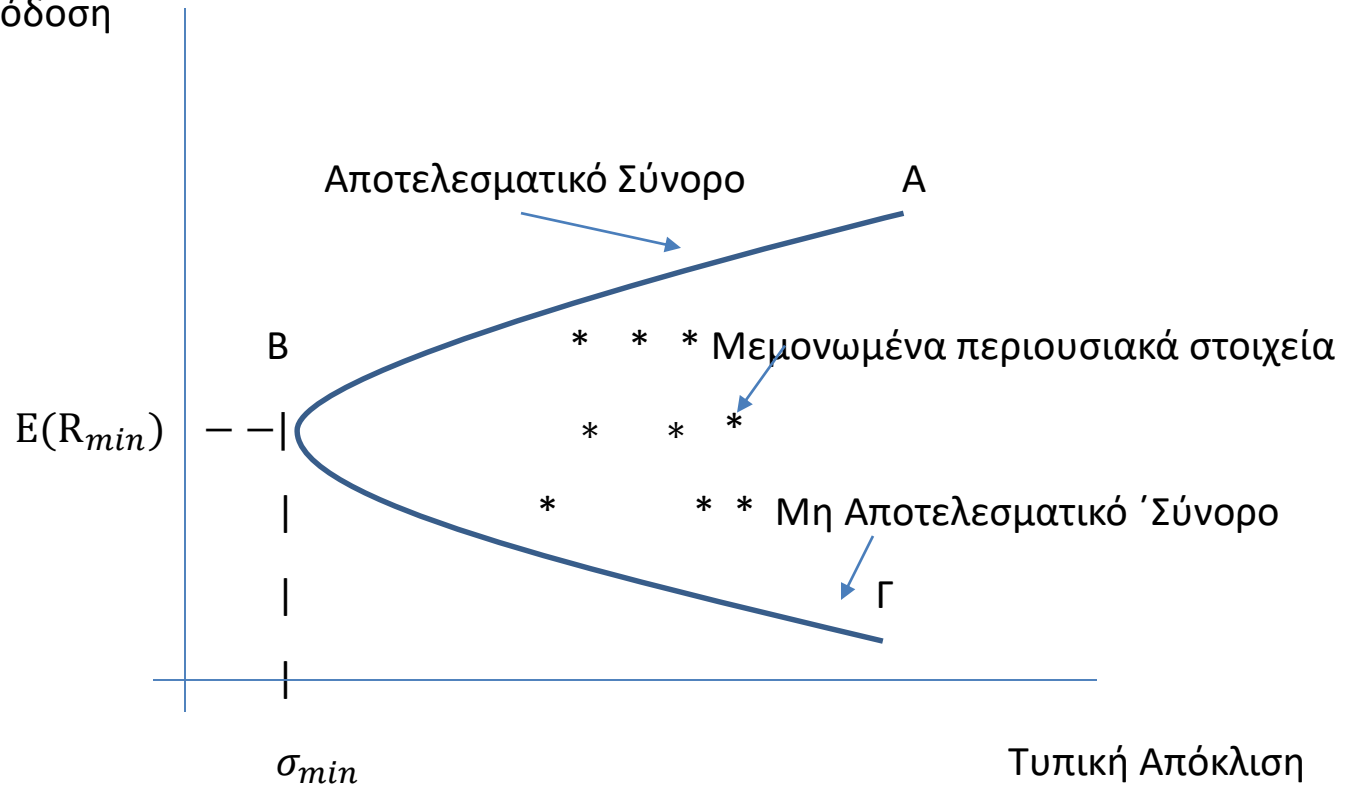 όδοση
Αποτελεσματικό Σύνορο
Α
Β
* * * Μεμονωμένα περιουσιακά στοιχεία
E(R_min) – – |
* * *
* * * Μη Αποτελεσματικό ΄Σύνορο
|
|
Γ
|
σ_min
Τυπική Απόκλιση